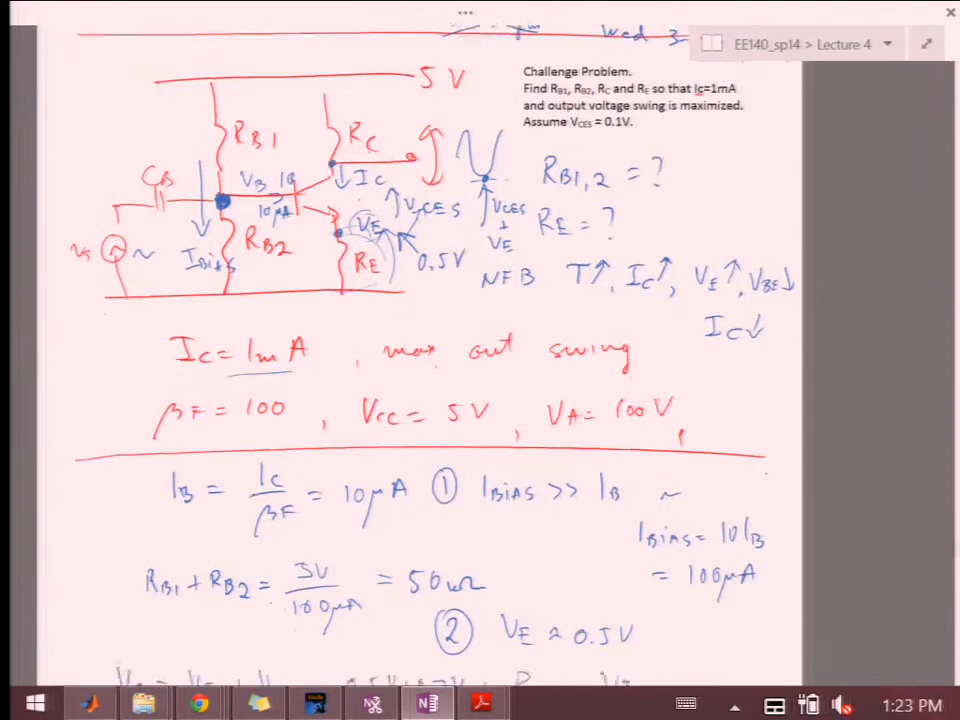 Wed 3-
EE140_sp14 > Lecture 4
5 V
Challenge Problem.
Find RB1, RB2, RC and RE so that Ic=1mA
and output voltage swing is maximized.
Assume VCES = 0.1V.
RB1
RC
CB
VB IB
10μA
IC
VCES
VCES
+
VE
RB1,2 = ?
RE = ?
vs ~
IBIAS
RB2
VE
RE
0.5V
NFB T↑, IC↑, VE↑, VBE↓
IC↓
IC = 1mA, max out swing
βF = 100, VCC = 5V, VA = 100V,
IB = IC/βF = 10μA ① IBIAS >> IB ~
IBIAS = 10IB
= 100μA
RB1 + RB2 = 5V/100μA = 50kΩ
② VE ≈ 0.5V
1:23 PM